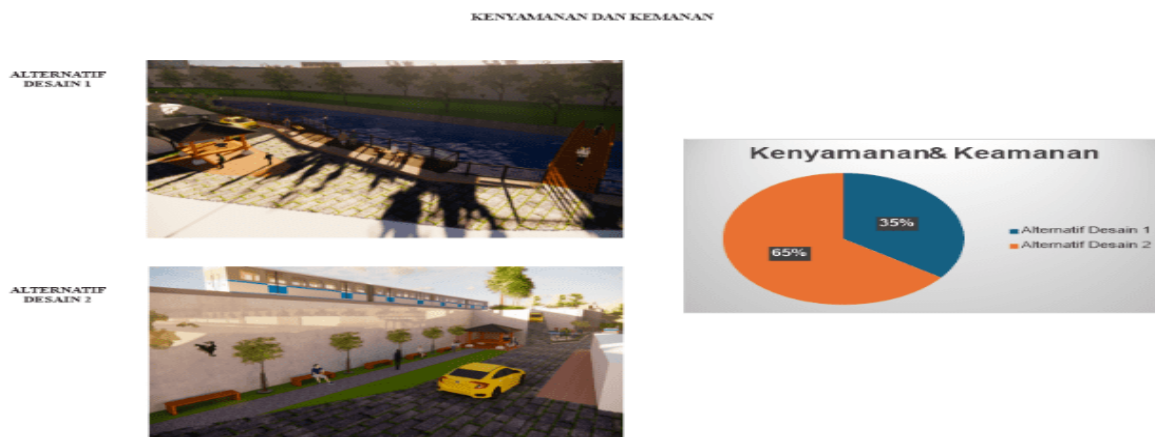 KENYAMANAN DAN KEMANAN
ALTERNATIF
DESAIN 1
ALTERNATIF
DESAIN 2
Kenyamanan& Keamanan
35%
65%
Alternatif Desain 1
Alternatif Desain 2